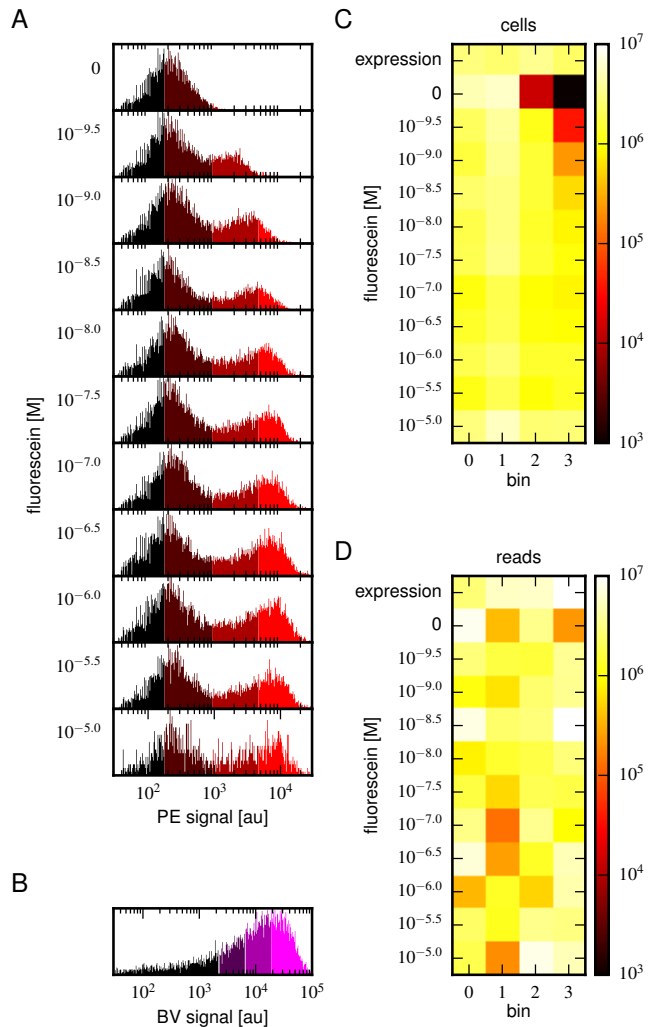 A
0
10^−9.5
10^−9.0
10^−8.5
10^−8.0
10^−7.5
10^−7.0
10^−6.5
10^−6.0
10^−5.5
10^−5.0
fluorescein [M]
10^2 10^3 10^4
PE signal [au]
B
10^2 10^3 10^4 10^5
BV signal [au]
C
cells
expression
0
10^−9.5
10^−9.0
10^−8.5
10^−8.0
10^−7.5
10^−7.0
10^−6.5
10^−6.0
10^−5.5
10^−5.0
fluorescein [M]
0 1 2 3
bin
10^7
10^6
10^5
10^4
10^3
D
reads
expression
0
10^−9.5
10^−9.0
10^−8.5
10^−8.0
10^−7.5
10^−7.0
10^−6.5
10^−6.0
10^−5.5
10^−5.0
fluorescein [M]
0 1 2 3
bin
10^7
10^6
10^5
10^4
10^3